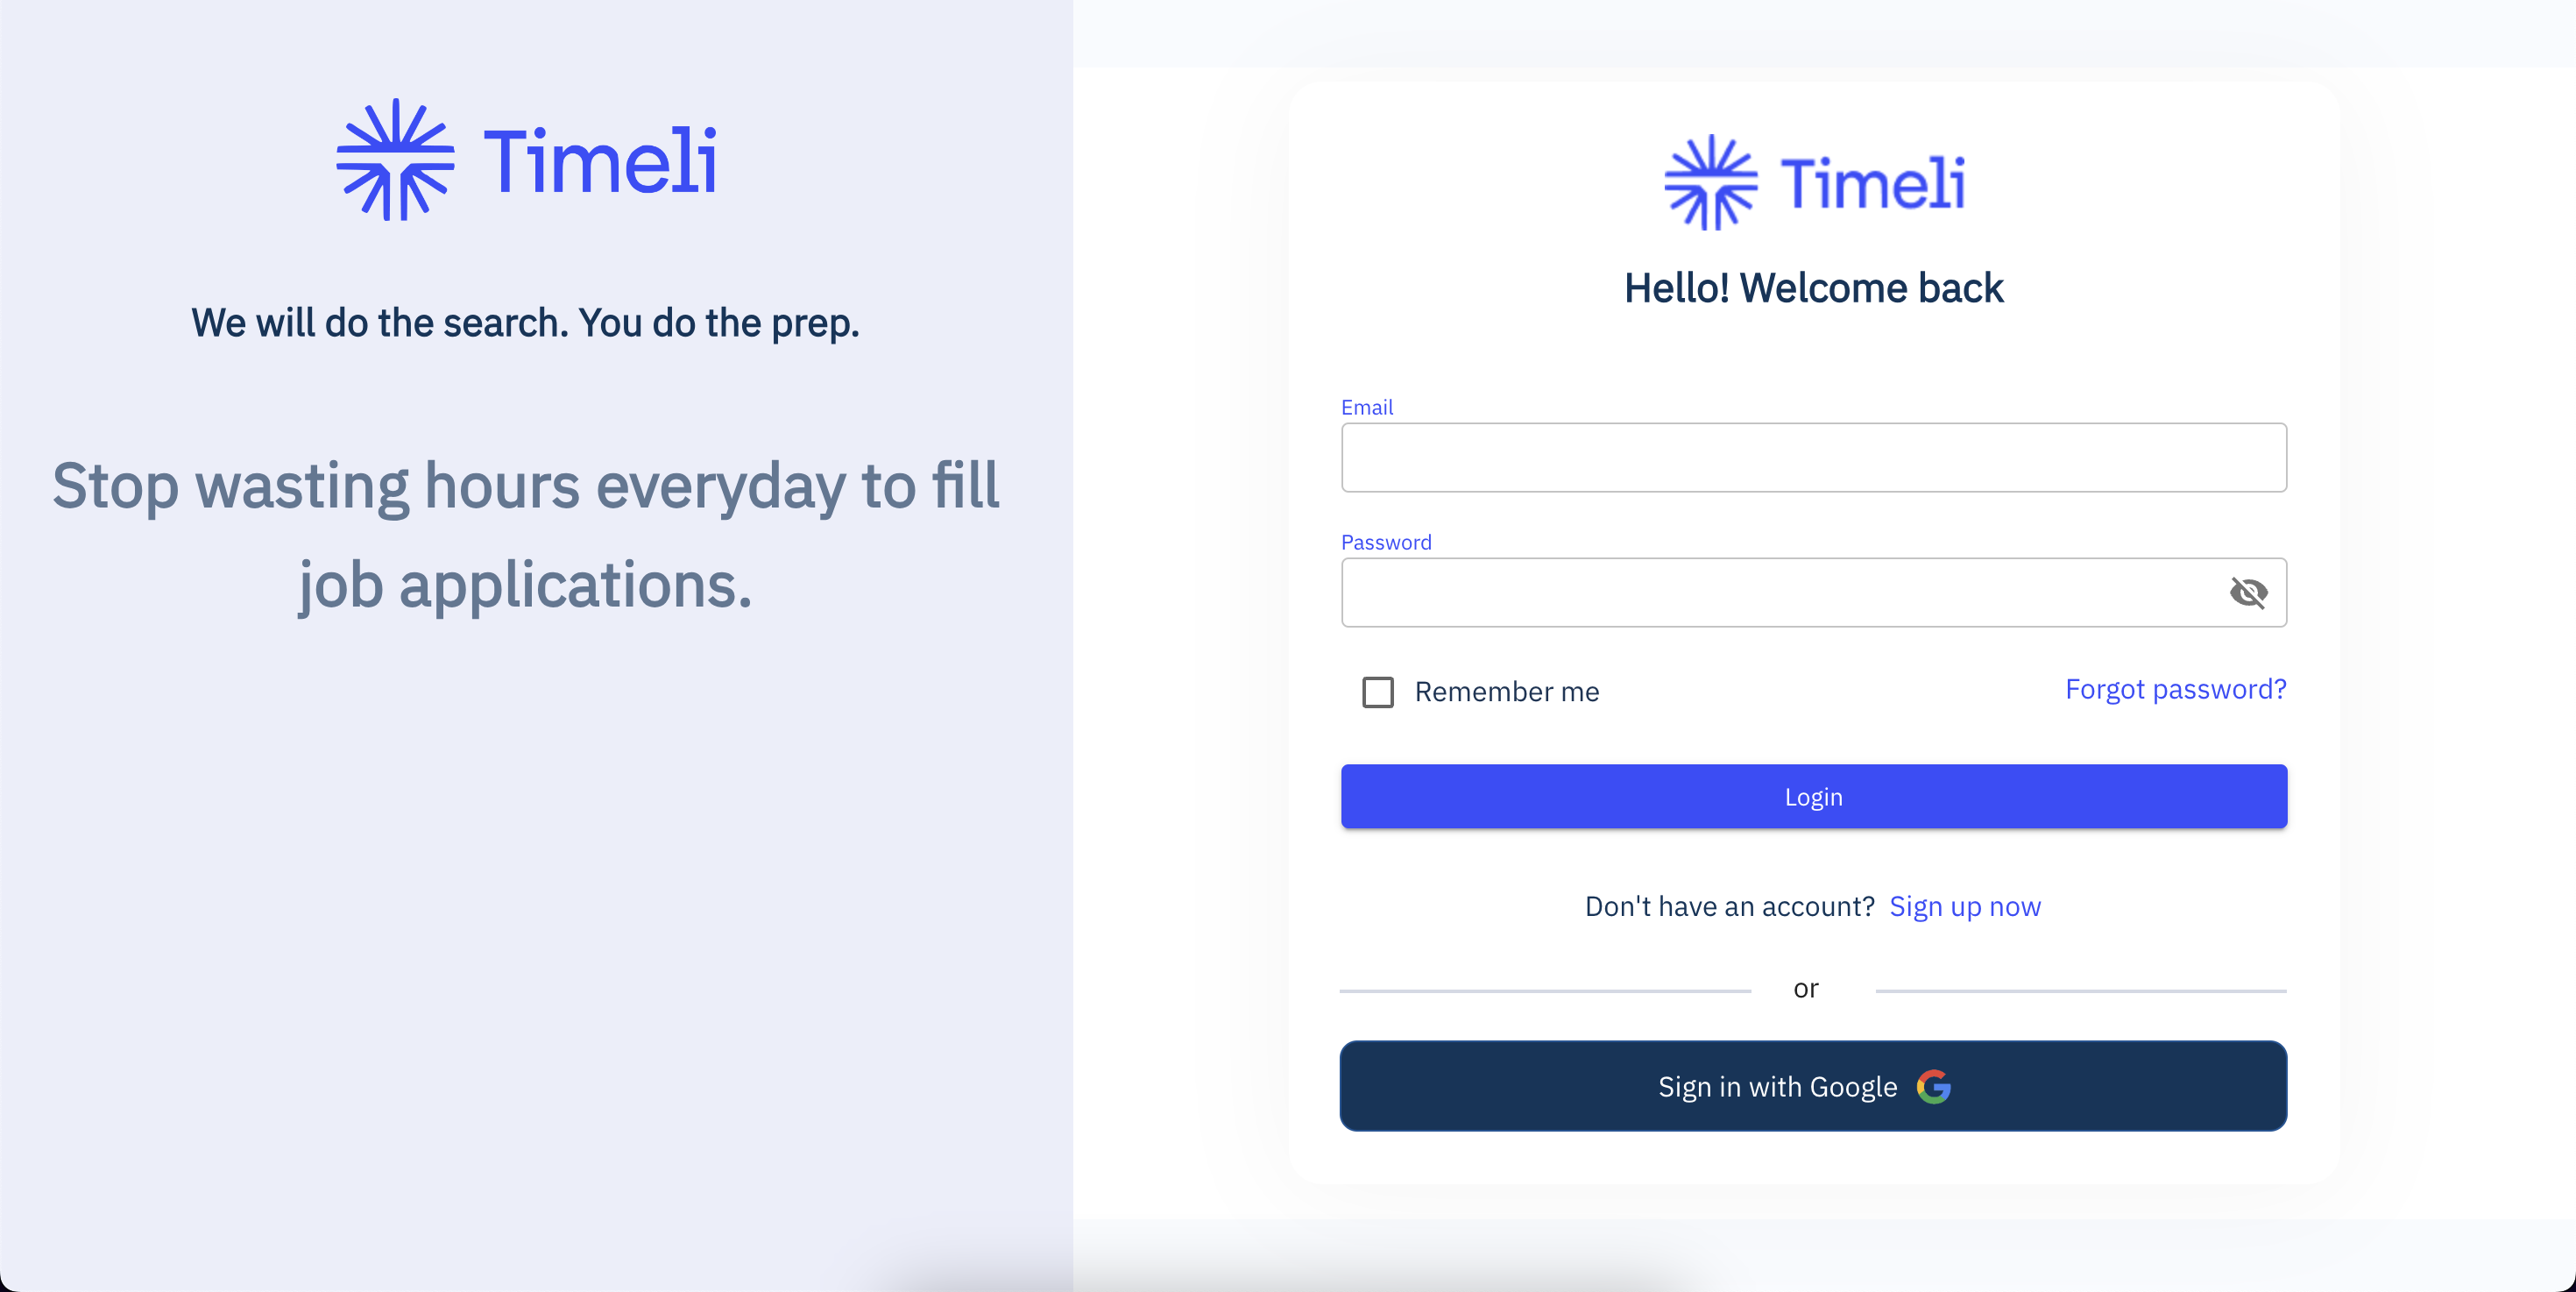 Timeli
We will do the search. You do the prep.
Stop wasting hours everyday to fill
job applications.
Timeli
Hello! Welcome back
Email
Password
Remember me
Forgot password?
Login
Don't have an account? Sign up now
or
Sign in with Google